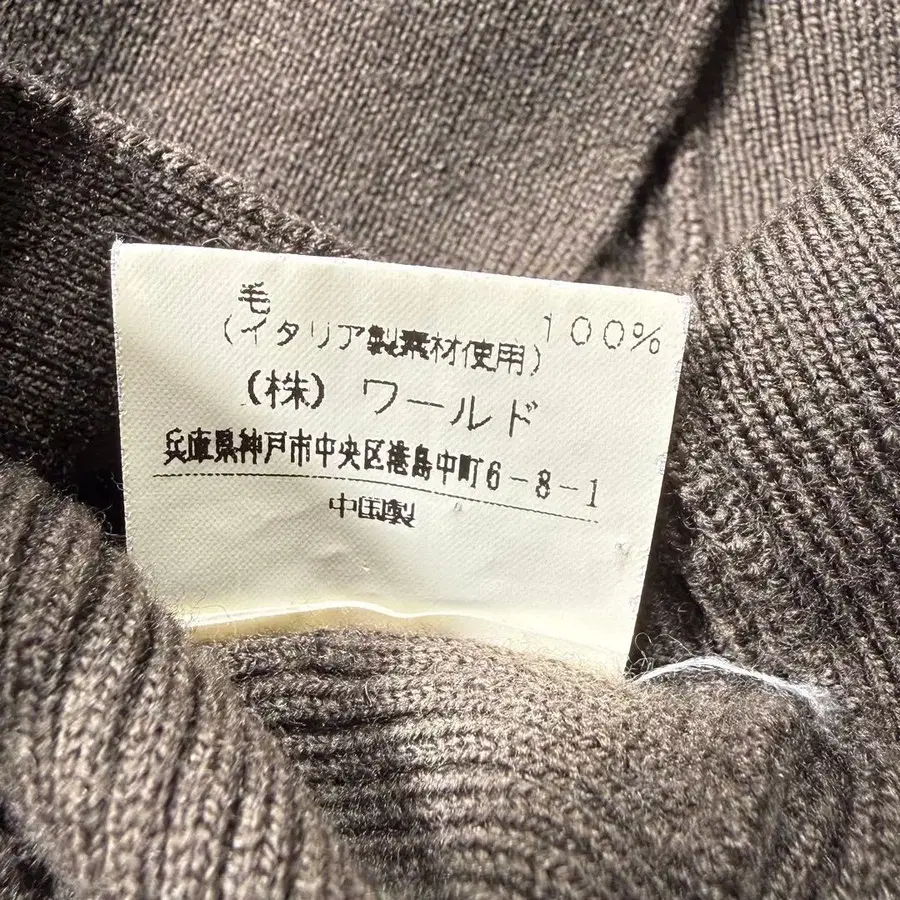 毛 100%
(イタリア製素材使用)
(株) ワールド
兵庫県神戸市中央区港島中町6-8-1
中国製